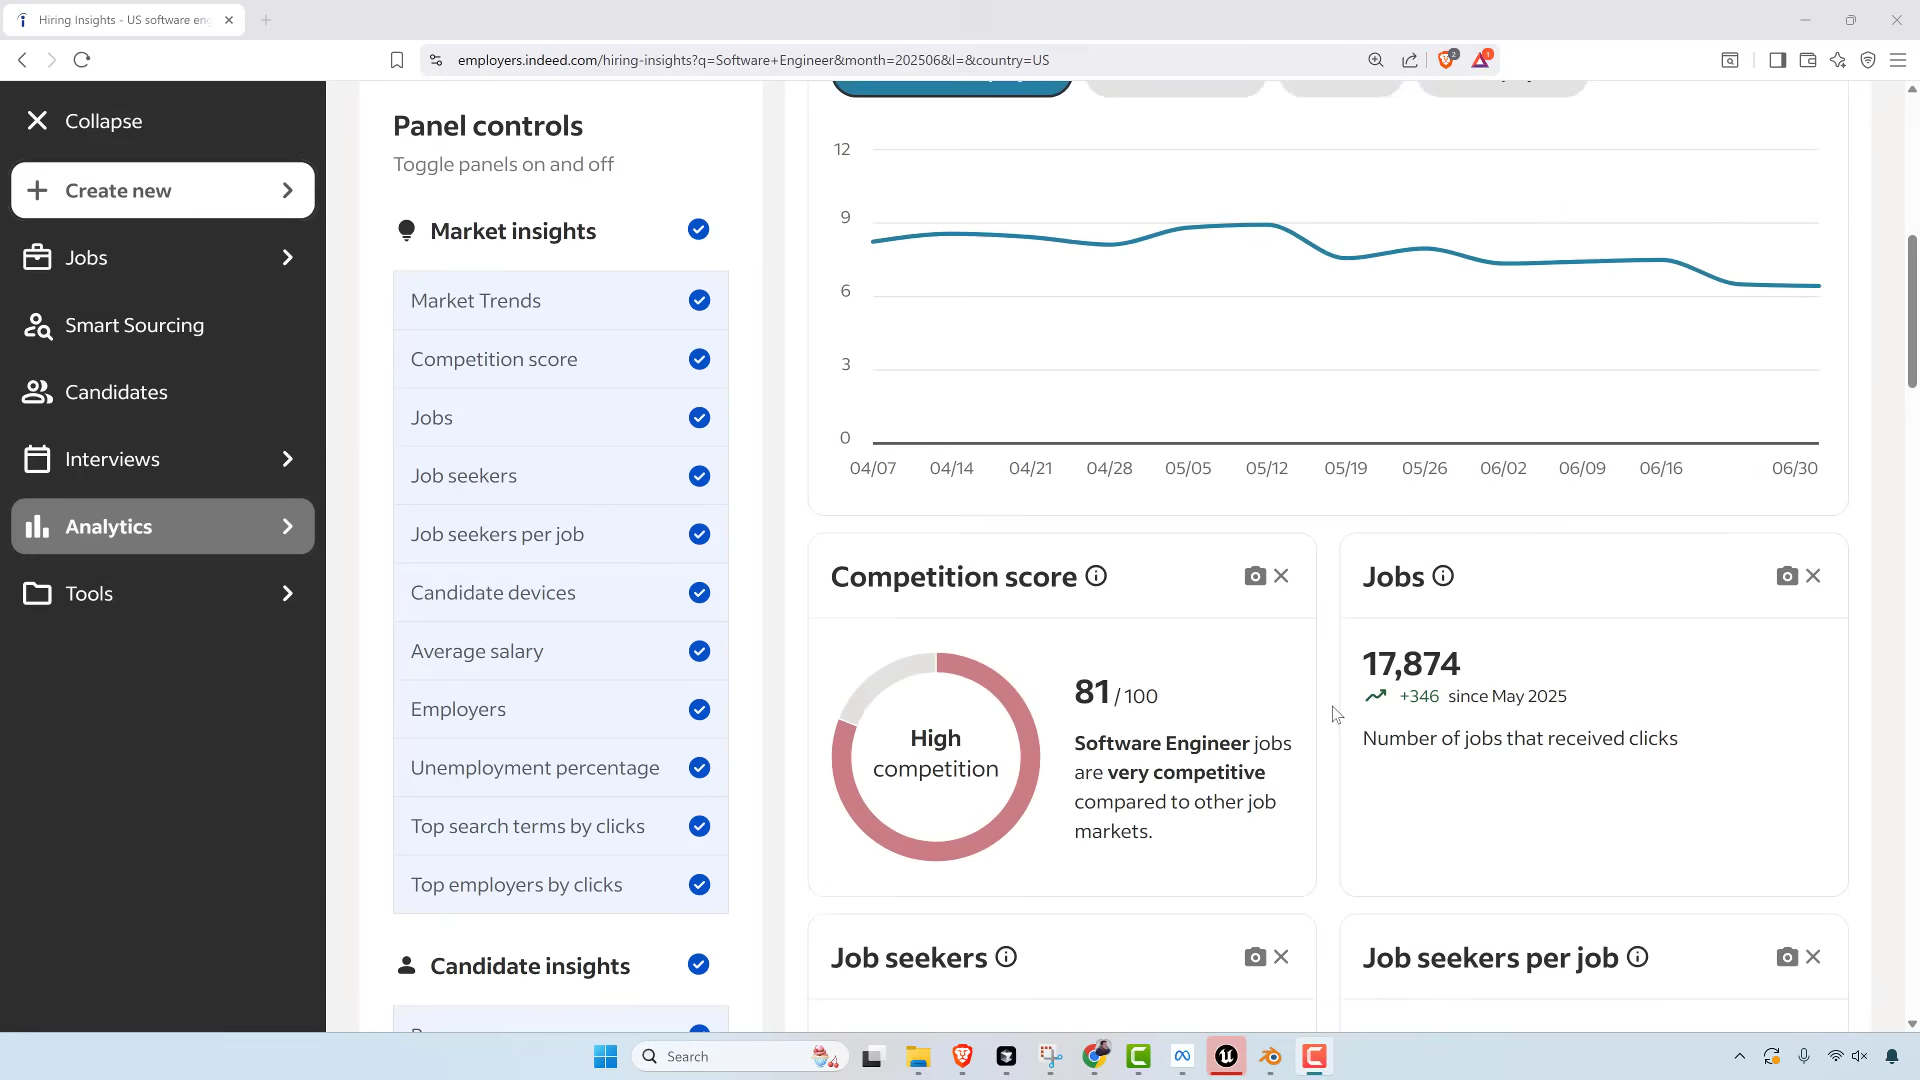 Hiring Insights - US software eng
employers.indeed.com/hiring-insights?q=Software+Engineer&month=202506&l=&country=US
2
1
Collapse
Create new
Jobs
Smart Sourcing
Candidates
Interviews
Analytics
Tools
Panel controls
Toggle panels on and off
Market insights
Market Trends
Competition score
Jobs
Job seekers
Job seekers per job
Candidate devices
Average salary
Employers
Unemployment percentage
Top search terms by clicks
Top employers by clicks
Candidate insights
12
9
6
3
0
04/07 04/14 04/21 04/28 05/05 05/12 05/19 05/26 06/02 06/09 06/16 06/30
Competition score
High
competition
81 / 100
Software Engineer jobs
are very competitive
compared to other job
markets.
Jobs
17,874
+346 since May 2025
Number of jobs that received clicks
Job seekers
Job seekers per job
Search